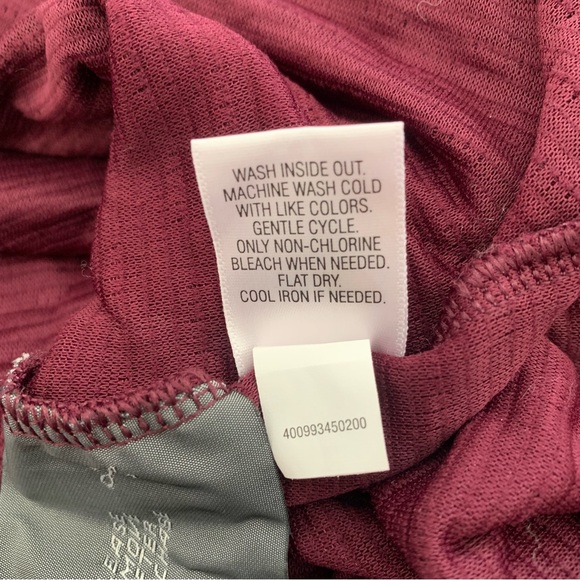 WASH INSIDE OUT.
MACHINE WASH COLD
WITH LIKE COLORS.
GENTLE CYCLE.
ONLY NON-CHLORINE
BLEACH WHEN NEEDED.
FLAT DRY.
COOL IRON IF NEEDED.
400993450200